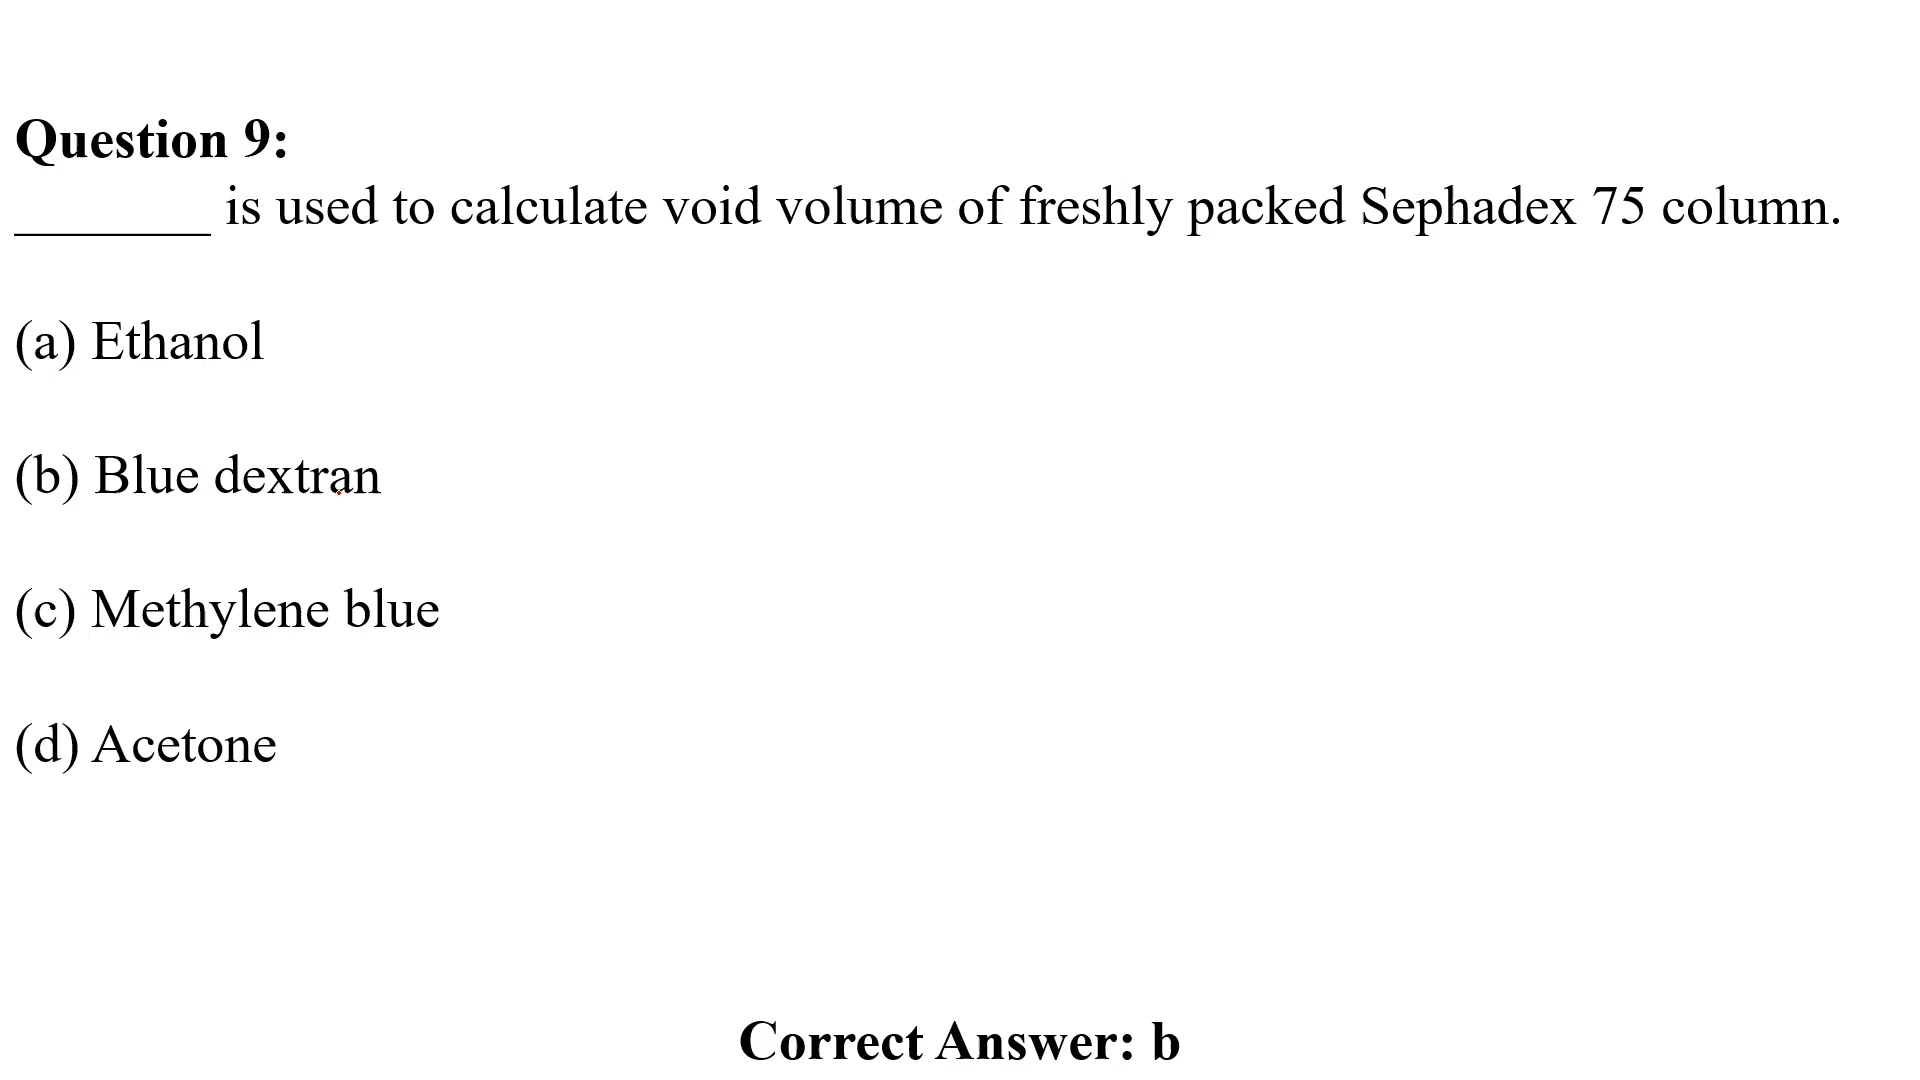 Question 9:
_______ is used to calculate void volume of freshly packed Sephadex 75 column.
(a) Ethanol
(b) Blue dextran
(c) Methylene blue
(d) Acetone
Correct Answer: b